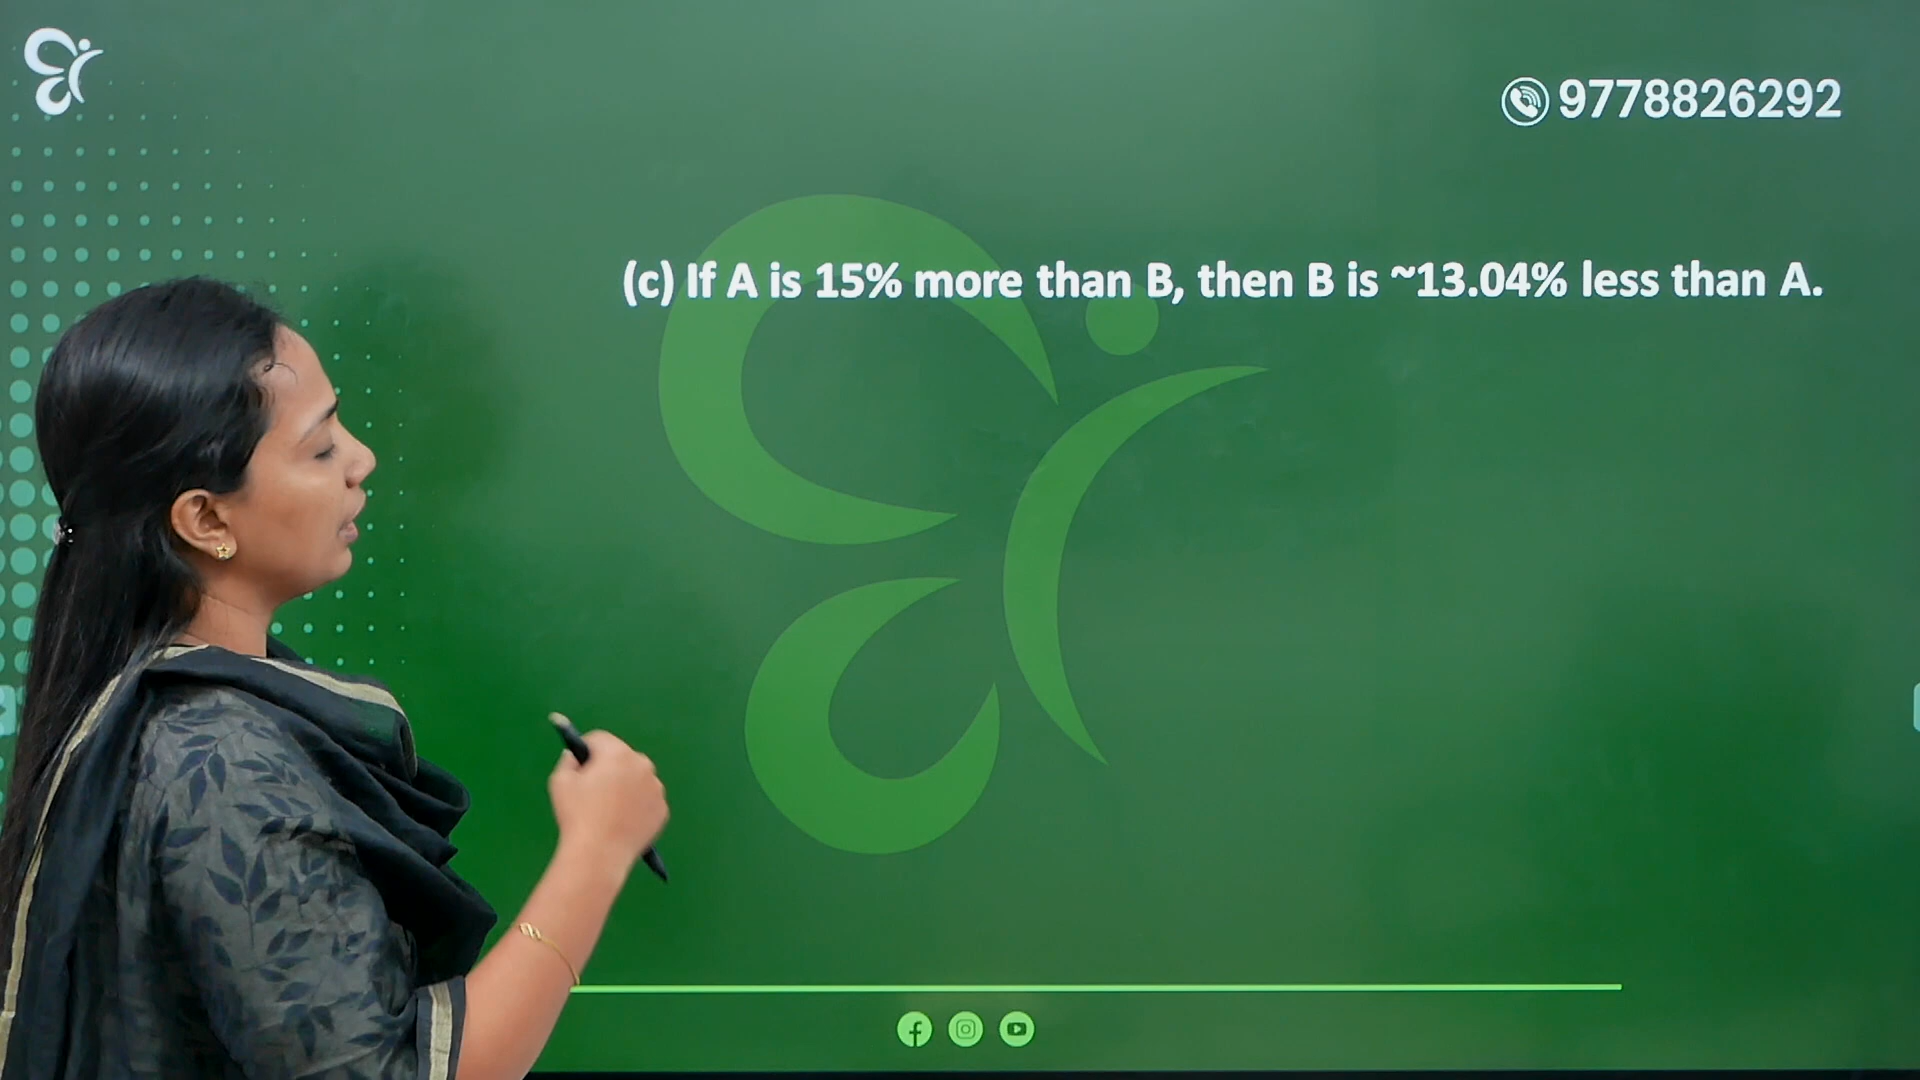 9778826292
(c) If A is 15% more than B, then B is ~13.04% less than A.